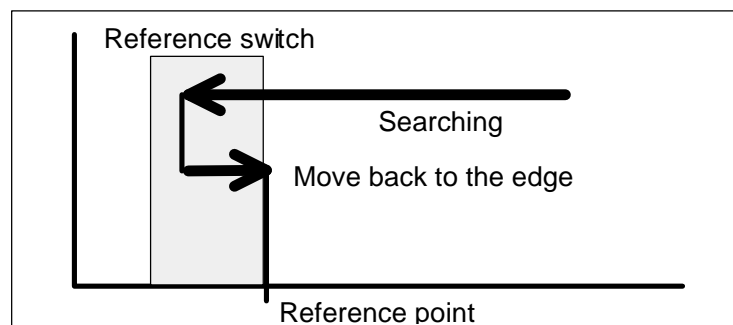 Reference switch
Searching
Move back to the edge
Reference point